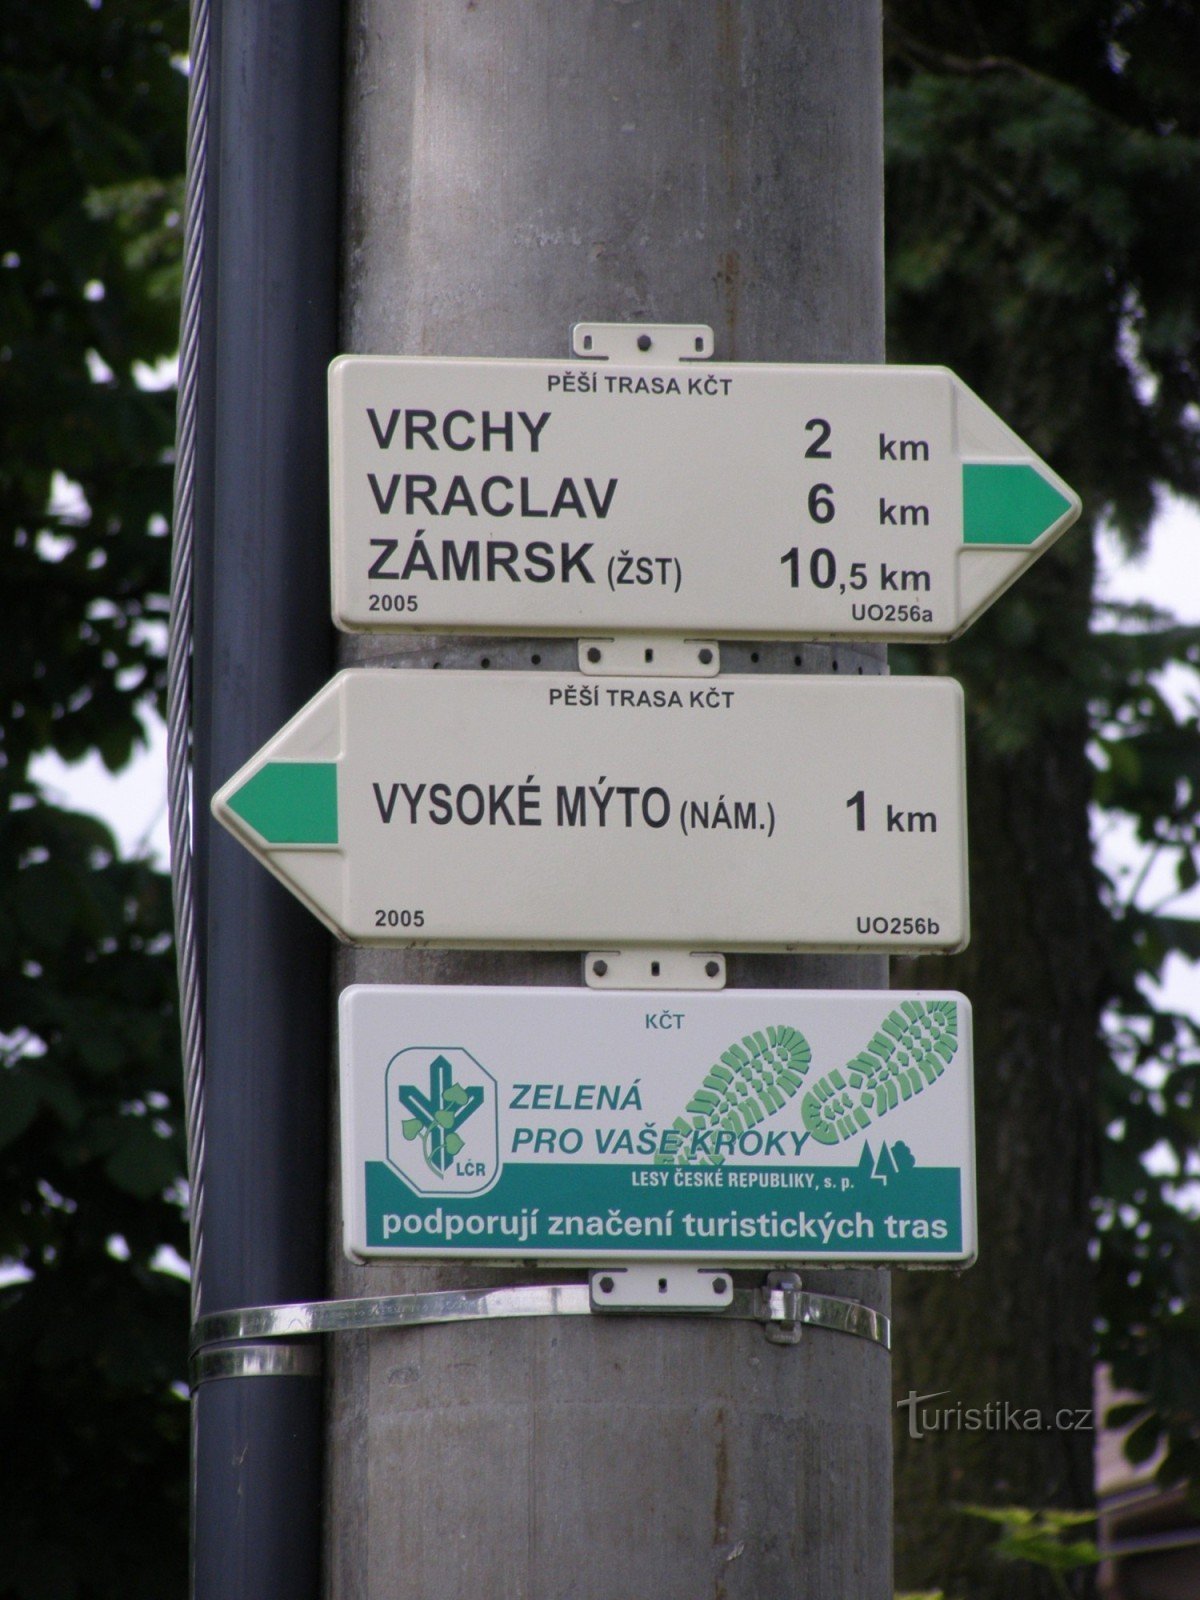 PĚŠÍ TRASA KČT
VRCHY 2 km
VRACLAV 6 km
ZÁMRSK (ŽST) 10,5 km
2005 UO256a
PĚŠÍ TRASA KČT
VYSOKÉ MÝTO (NÁM.) 1 km
2005 UO256b
KČT
ZELENÁ
PRO VAŠE KROKY
LČR
LESY ČESKÉ REPUBLIKY, s. p.
podporují značení turistických tras
Turistika.cz